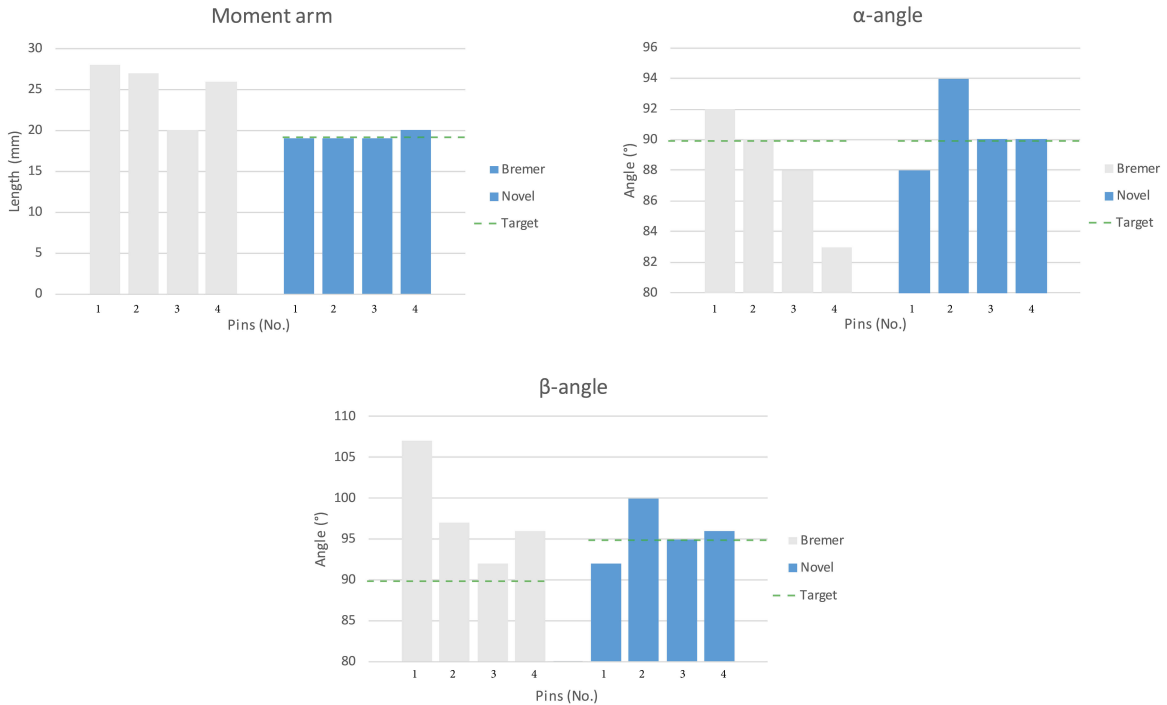 Moment arm
30
25
20
15
10
5
0
Length (mm)
1 2 3 4 1 2 3 4
Pins (No.)
Bremer
Novel
Target
α-angle
96
94
92
90
88
86
84
82
80
Angle (°)
1 2 3 4 1 2 3 4
Pins (No.)
Bremer
Novel
Target
β-angle
110
105
100
95
90
85
80
Angle (°)
1 2 3 4 1 2 3 4
Pins (No.)
Bremer
Novel
Target